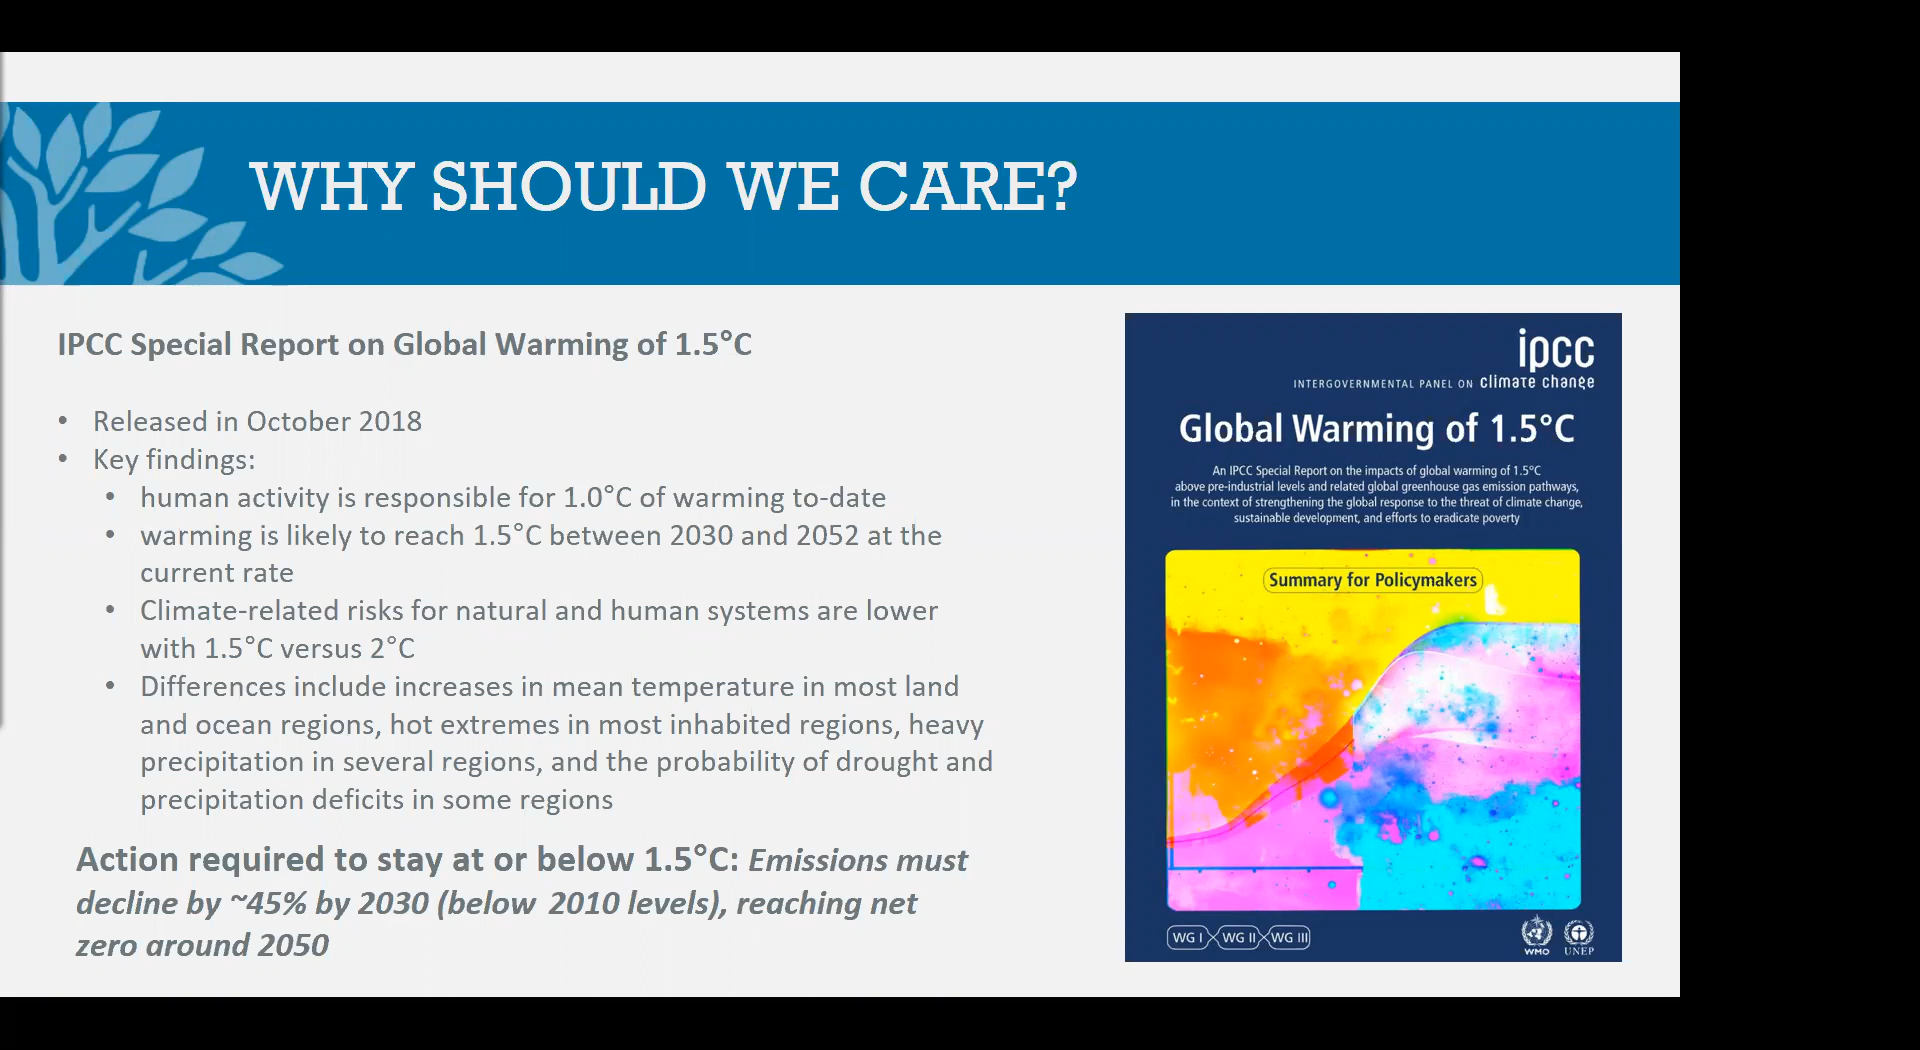 WHY SHOULD WE CARE?
IPCC Special Report on Global Warming of 1.5°C
• Released in October 2018
• Key findings:
• human activity is responsible for 1.0°C of warming to-date
• warming is likely to reach 1.5°C between 2030 and 2052 at the
current rate
• Climate-related risks for natural and human systems are lower
with 1.5°C versus 2°C
• Differences include increases in mean temperature in most land
and ocean regions, hot extremes in most inhabited regions, heavy
precipitation in several regions, and the probability of drought and
precipitation deficits in some regions
Action required to stay at or below 1.5°C: Emissions must
decline by ~45% by 2030 (below 2010 levels), reaching net
zero around 2050
ipcc
INTERGOVERNMENTAL PANEL ON climate change
Global Warming of 1.5°C
An IPCC Special Report on the impacts of global warming of 1.5°C
above pre-industrial levels and related global greenhouse gas emission pathways,
in the context of strengthening the global response to the threat of climate change,
sustainable development, and efforts to eradicate poverty
Summary for Policymakers
WG I WG II WG III
WMO UNEP